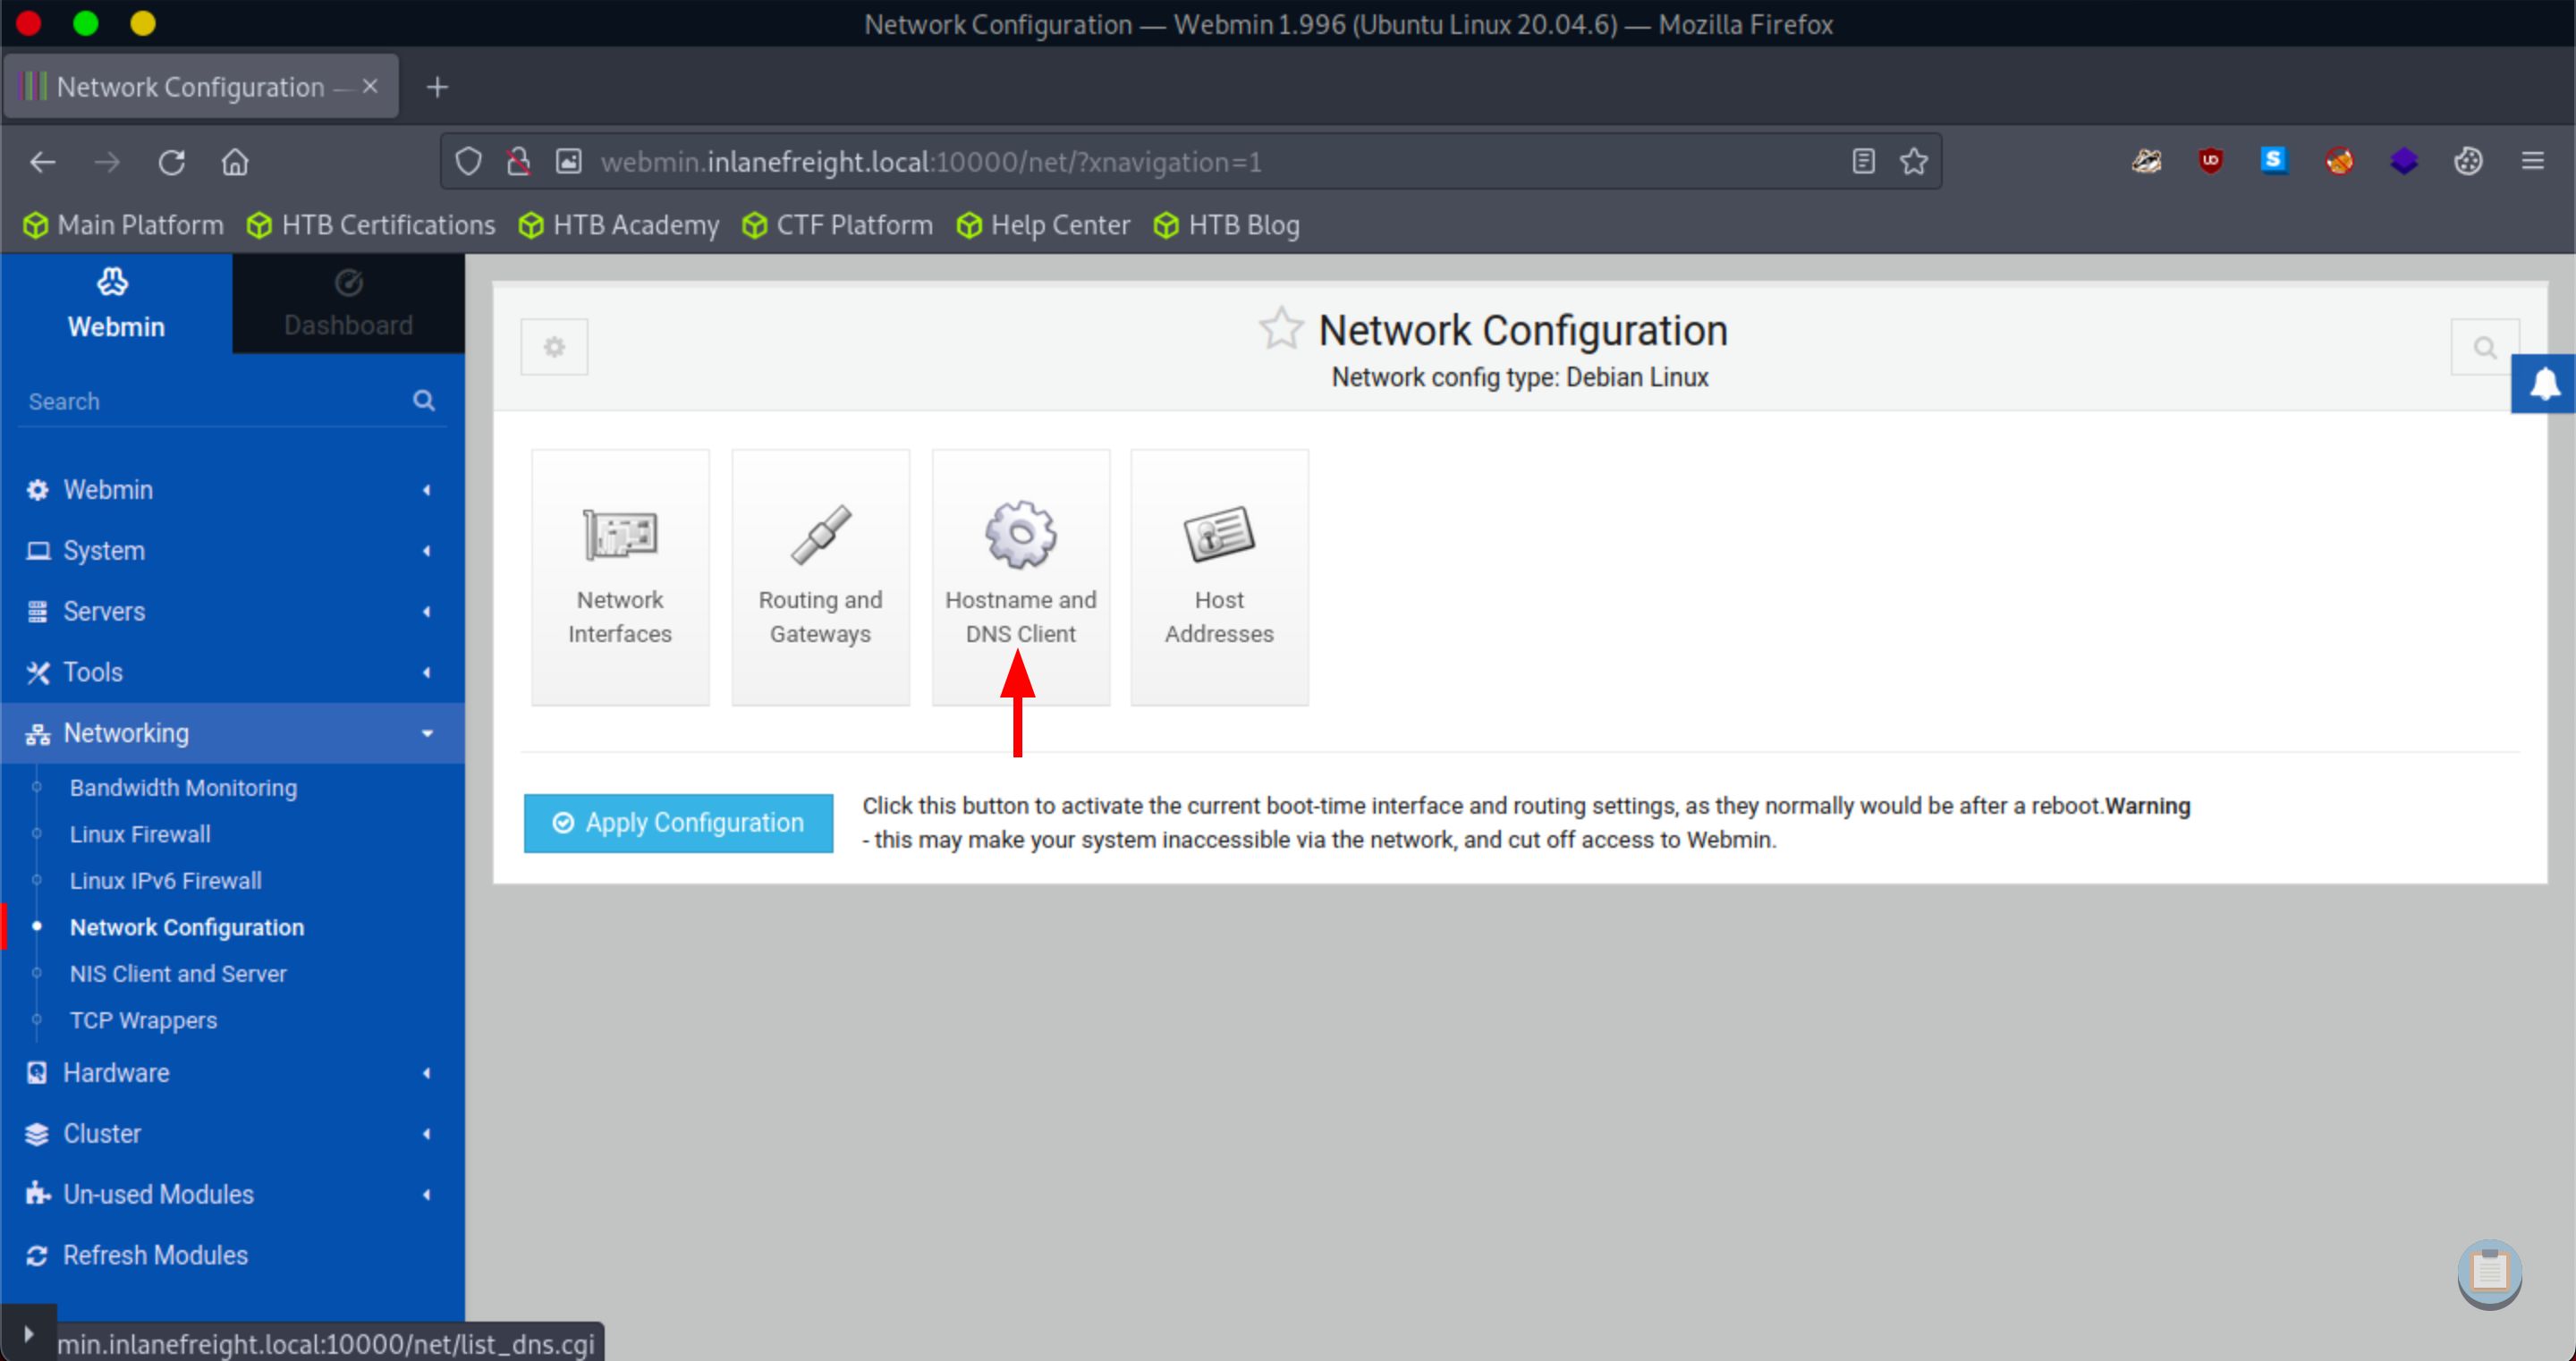 Network Configuration — Webmin 1.996 (Ubuntu Linux 20.04.6) — Mozilla Firefox
Network Configuration —
webmin.inlanefreight.local:10000/net/?xnavigation=1
Main Platform HTB Certifications HTB Academy CTF Platform Help Center HTB Blog
Webmin
Dashboard
Search
Webmin
System
Servers
Tools
Networking
Bandwidth Monitoring
Linux Firewall
Linux IPv6 Firewall
Network Configuration
NIS Client and Server
TCP Wrappers
Hardware
Cluster
Un-used Modules
Refresh Modules
Network Configuration
Network config type: Debian Linux
Network
Interfaces
Routing and
Gateways
Hostname and
DNS Client
Host
Addresses
Apply Configuration
Click this button to activate the current boot-time interface and routing settings, as they normally would be after a reboot.Warning
- this may make your system inaccessible via the network, and cut off access to Webmin.
min.inlanefreight.local:10000/net/list_dns.cgi